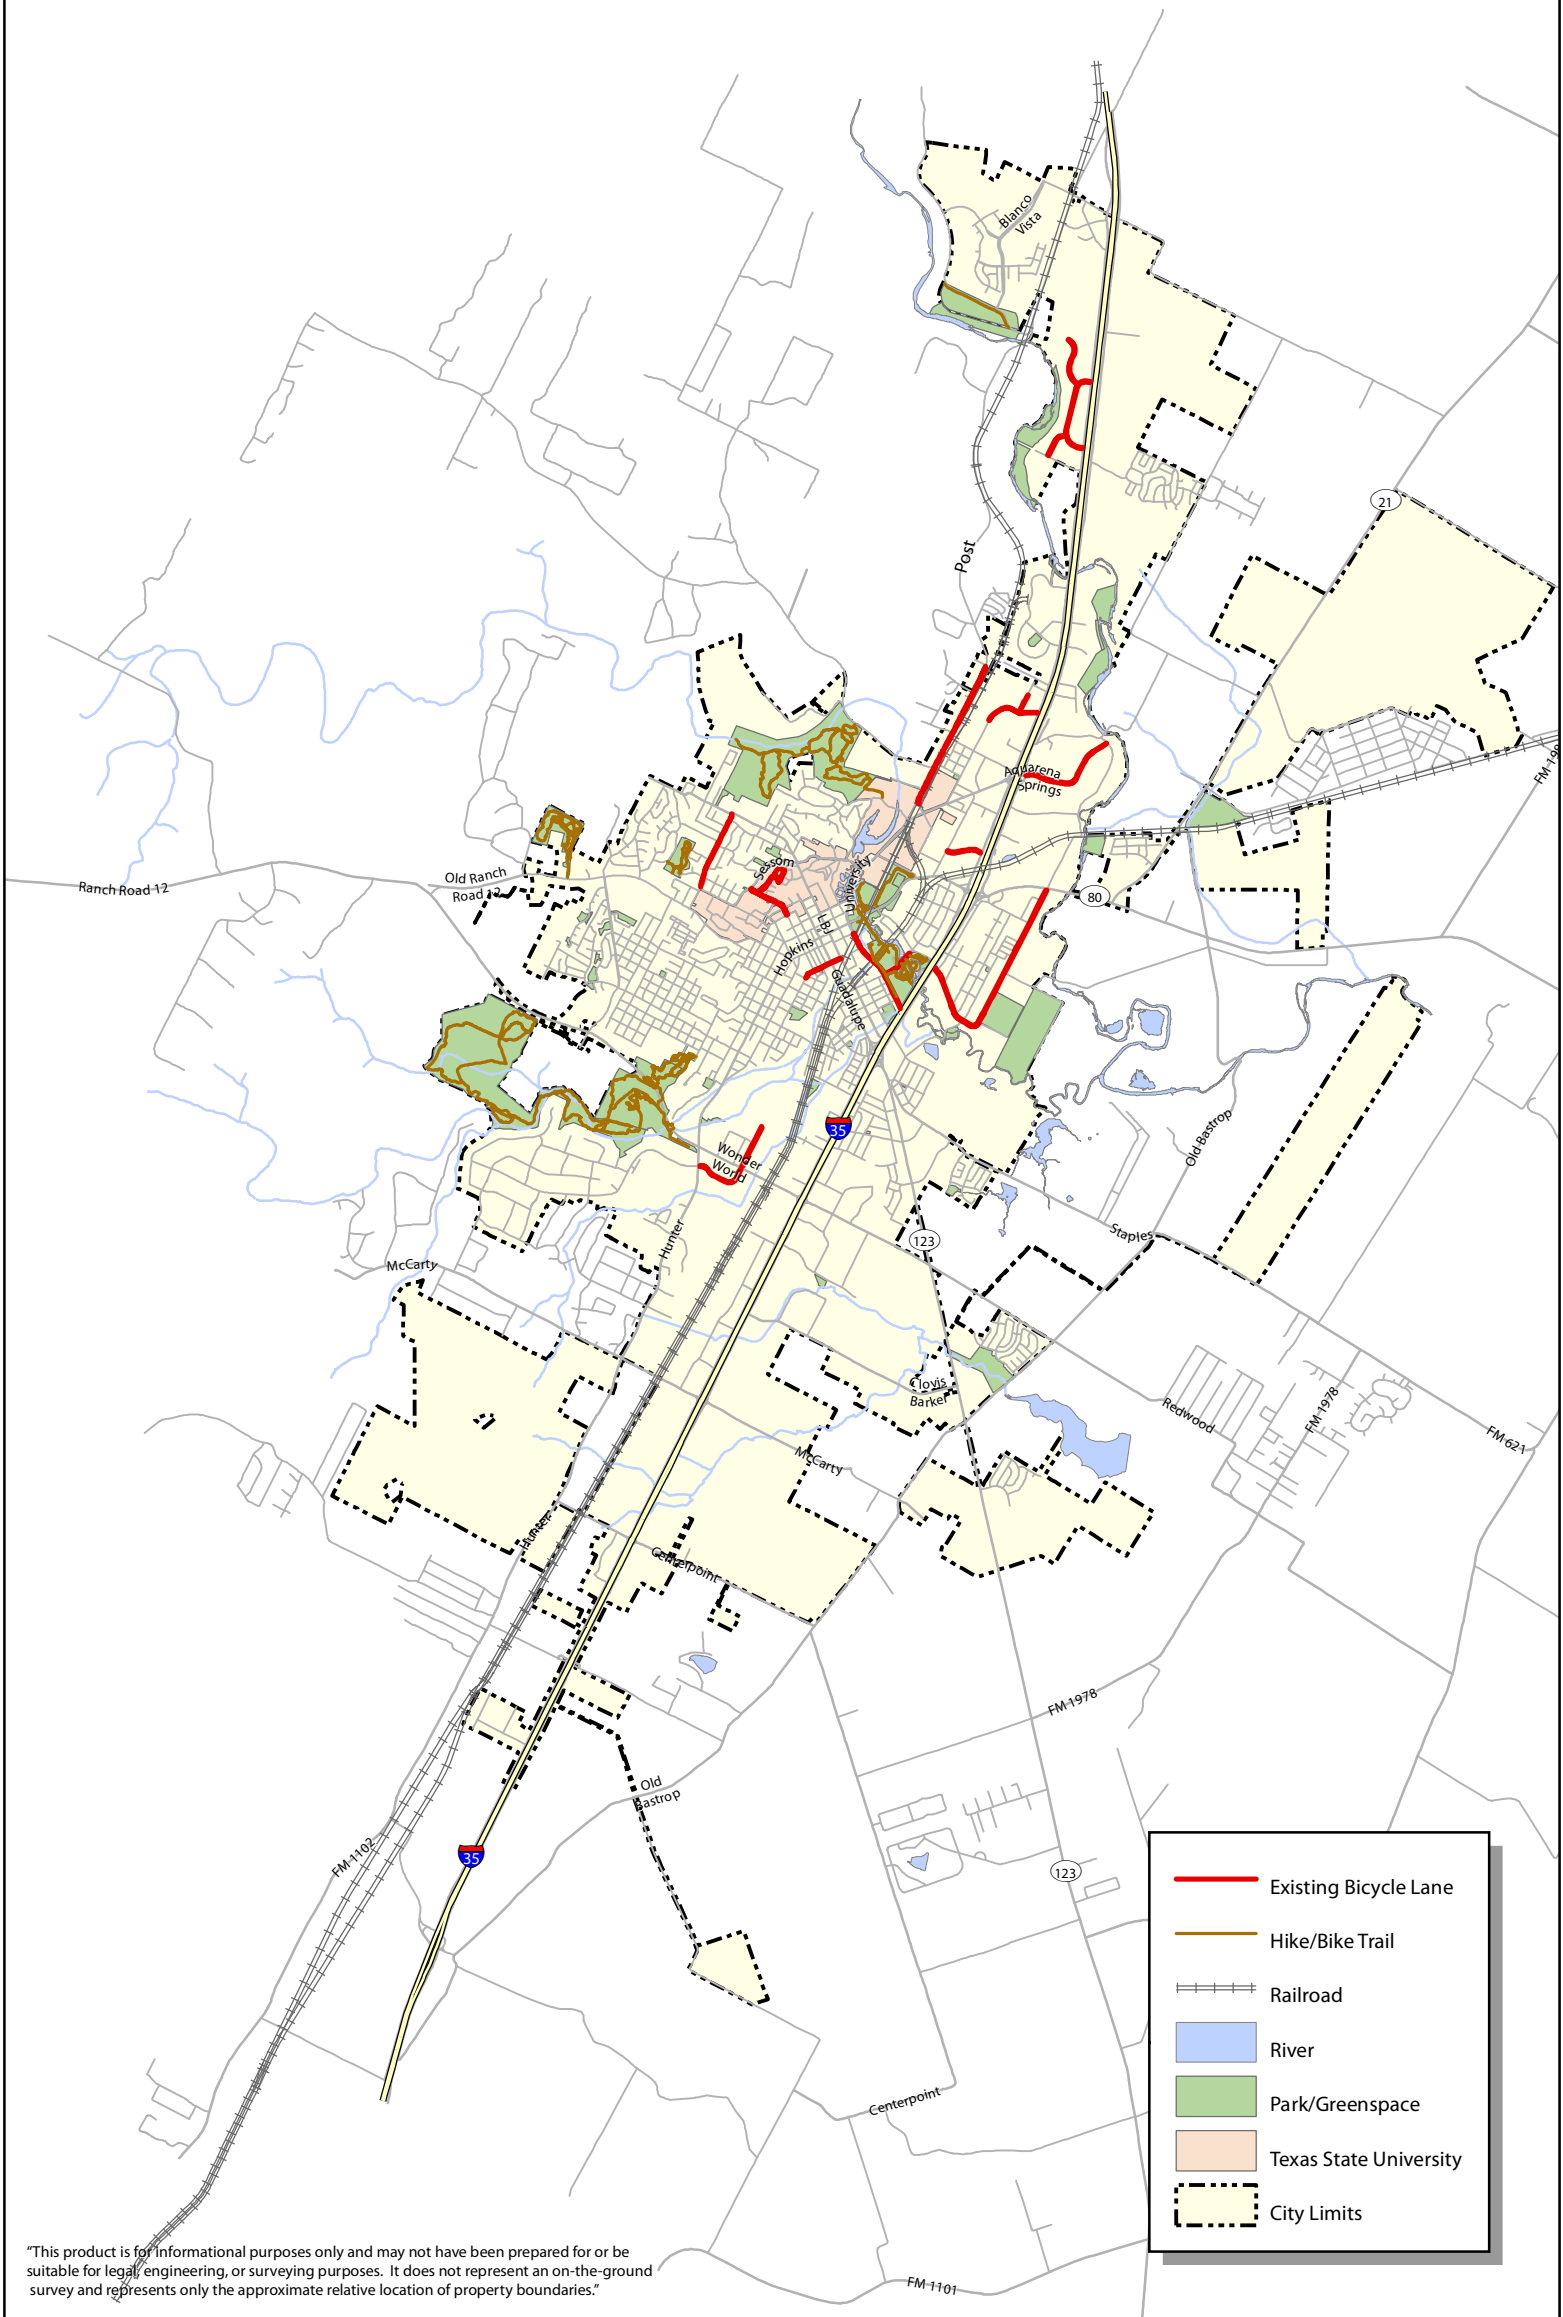 Blanco
Vista
21
Post
FM 198
Aquarena
Springs
Sessom
University
Old Ranch
Road 12
Ranch Road 12
80
LBJ
Hopkins
Guadalupe
35
Old Bastrop
Wonder
World
Hunter
123
Staples
McCarty
Clovis
Barker
Redwood
FM 1978
FM 621
McCarty
Hunter
Centerpoint
FM 1978
Old
Bastrop
FM 1102
35
123
Existing Bicycle Lane
Hike/Bike Trail
Railroad
River
Park/Greenspace
Texas State University
City Limits
Centerpoint
FM 1101
"This product is for informational purposes only and may not have been prepared for or be
suitable for legal, engineering, or surveying purposes. It does not represent an on-the-ground
survey and represents only the approximate relative location of property boundaries."